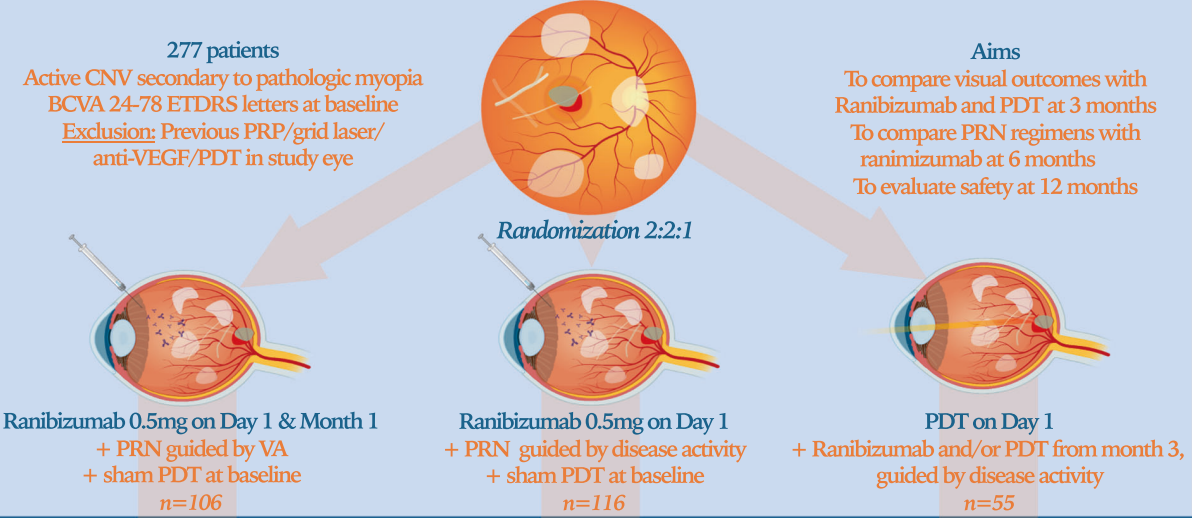 277 patients
Active CNV secondary to pathologic myopia
BCVA 24-78 ETDRS letters at baseline
Exclusion: Previous PRP/grid laser/
anti-VEGF/PDT in study eye
Aims
To compare visual outcomes with
Ranibizumab and PDT at 3 months
To compare PRN regimens with
ranimizumab at 6 months
To evaluate safety at 12 months
Randomization 2:2:1
Ranibizumab 0.5mg on Day 1 & Month 1
+ PRN guided by VA
+ sham PDT at baseline
n=106
Ranibizumab 0.5mg on Day 1
+ PRN guided by disease activity
+ sham PDT at baseline
n=116
PDT on Day 1
+ Ranibizumab and/or PDT from month 3,
guided by disease activity
n=55